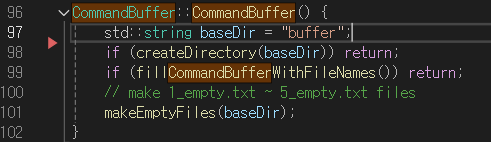 96 CommandBuffer::CommandBuffer() {
97 std::string baseDir = "buffer";
98 if (createDirectory(baseDir)) return;
99 if (fillCommandBufferWithFileNames()) return;
100 // make 1_empty.txt ~ 5_empty.txt files
101 makeEmptyFiles(baseDir);
102 }